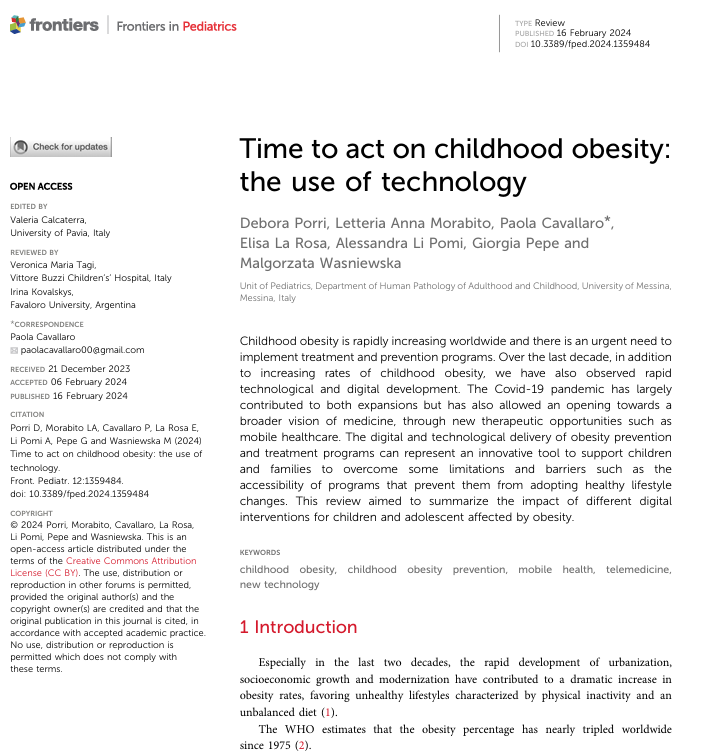 frontiers
Frontiers in Pediatrics
TYPE Review
PUBLISHED 16 February 2024
DOI 10.3389/fped.2024.1359484
Check for updates
OPEN ACCESS
EDITED BY
Valeria Calcaterra,
University of Pavia, Italy
REVIEWED BY
Veronica Maria Tagi,
Vittore Buzzi Children's' Hospital, Italy
Irina Kovalskys,
Favaloro University, Argentina
*CORRESPONDENCE
Paola Cavallaro
paolacavallaro00@gmail.com
RECEIVED 21 December 2023
ACCEPTED 06 February 2024
PUBLISHED 16 February 2024
CITATION
Porri D, Morabito LA, Cavallaro P, La Rosa E,
Li Pomi A, Pepe G and Wasniewska M (2024)
Time to act on childhood obesity: the use of
technology.
Front. Pediatr. 12:1359484.
doi: 10.3389/fped.2024.1359484
COPYRIGHT
© 2024 Porri, Morabito, Cavallaro, La Rosa,
Li Pomi, Pepe and Wasniewska. This is an
open-access article distributed under the
terms of the Creative Commons Attribution
License (CC BY). The use, distribution or
reproduction in other forums is permitted,
provided the original author(s) and the
copyright owner(s) are credited and that the
original publication in this journal is cited, in
accordance with accepted academic practice.
No use, distribution or reproduction is
permitted which does not comply with
these terms.
Time to act on childhood obesity:
the use of technology
Debora Porri, Letteria Anna Morabito, Paola Cavallaro*,
Elisa La Rosa, Alessandra Li Pomi, Giorgia Pepe and
Malgorzata Wasniewska
Unit of Pediatrics, Department of Human Pathology of Adulthood and Childhood, University of Messina,
Messina, Italy
Childhood obesity is rapidly increasing worldwide and there is an urgent need to
implement treatment and prevention programs. Over the last decade, in addition
to increasing rates of childhood obesity, we have also observed rapid
technological and digital development. The Covid-19 pandemic has largely
contributed to both expansions but has also allowed an opening towards a
broader vision of medicine, through new therapeutic opportunities such as
mobile healthcare. The digital and technological delivery of obesity prevention
and treatment programs can represent an innovative tool to support children
and families to overcome some limitations and barriers such as the
accessibility of programs that prevent them from adopting healthy lifestyle
changes. This review aimed to summarize the impact of different digital
interventions for children and adolescent affected by obesity.
KEYWORDS
childhood obesity, childhood obesity prevention, mobile health, telemedicine,
new technology
1 Introduction
Especially in the last two decades, the rapid development of urbanization,
socioeconomic growth and modernization have contributed to a dramatic increase in
obesity rates, favoring unhealthy lifestyles characterized by physical inactivity and an
unbalanced diet (1).
The WHO estimates that the obesity percentage has nearly tripled worldwide
since 1975 (2).